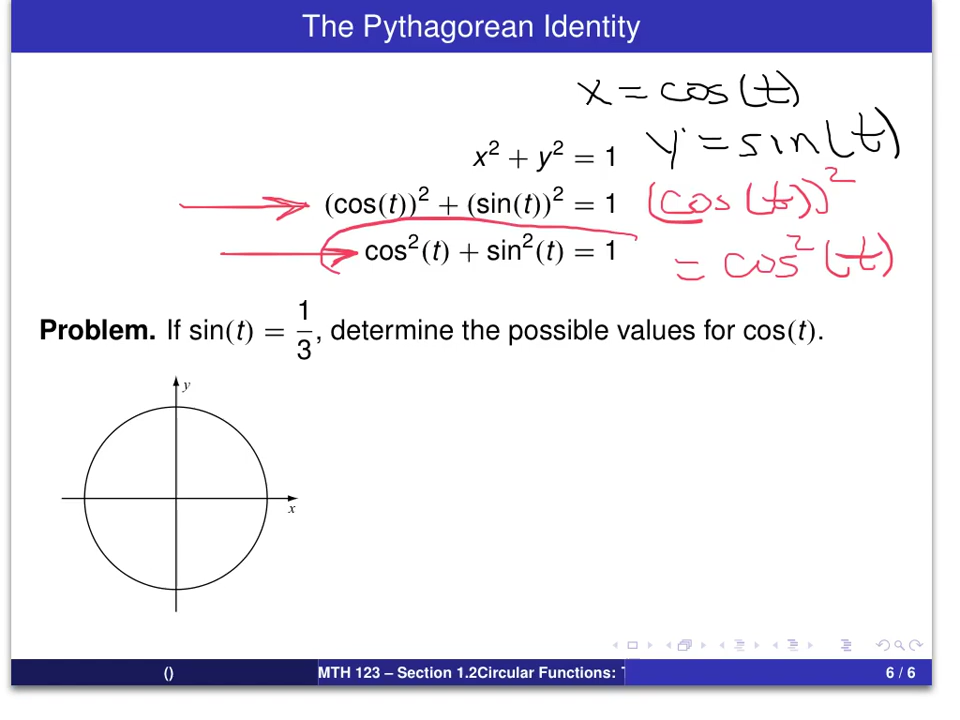 The Pythagorean Identity
x = cos(t)
y = sin(t)
x² + y² = 1
(cos(t))² + (sin(t))² = 1
(cos(t))²
cos²(t) + sin²(t) = 1
= cos²(t)
Problem. If sin(t) = 1/3, determine the possible values for cos(t).
y
x
() MTH 123 – Section 1.2Circular Functions: 6 / 6